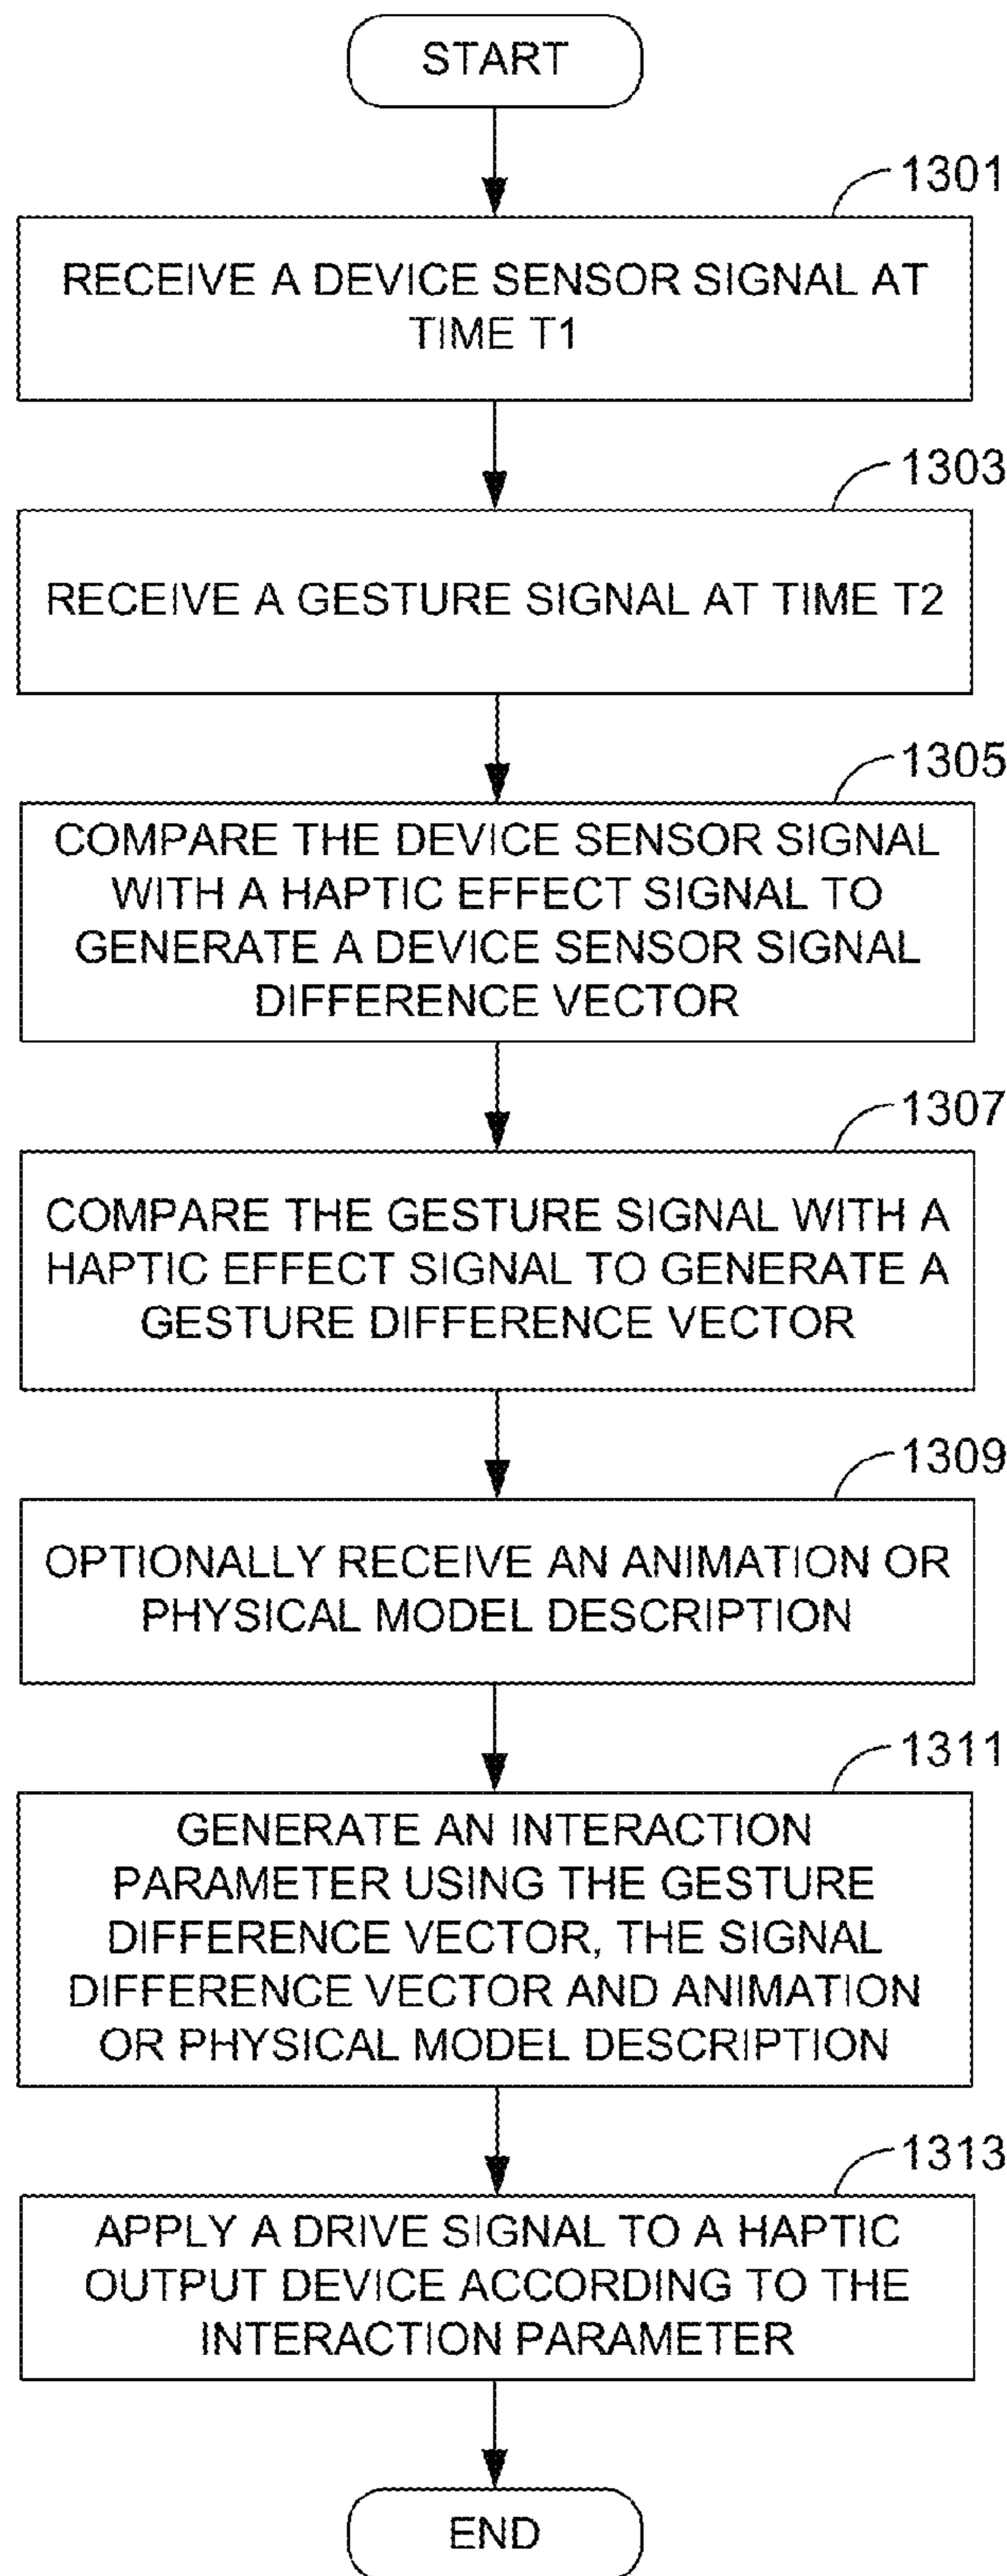 START
1301
RECEIVE A DEVICE SENSOR SIGNAL AT
TIME T1
1303
RECEIVE A GESTURE SIGNAL AT TIME T2
1305
COMPARE THE DEVICE SENSOR SIGNAL
WITH A HAPTIC EFFECT SIGNAL TO
GENERATE A DEVICE SENSOR SIGNAL
DIFFERENCE VECTOR
1307
COMPARE THE GESTURE SIGNAL WITH A
HAPTIC EFFECT SIGNAL TO GENERATE A
GESTURE DIFFERENCE VECTOR
1309
OPTIONALLY RECEIVE AN ANIMATION OR
PHYSICAL MODEL DESCRIPTION
1311
GENERATE AN INTERACTION
PARAMETER USING THE GESTURE
DIFFERENCE VECTOR, THE SIGNAL
DIFFERENCE VECTOR AND ANIMATION
OR PHYSICAL MODEL DESCRIPTION
1313
APPLY A DRIVE SIGNAL TO A HAPTIC
OUTPUT DEVICE ACCORDING TO THE
INTERACTION PARAMETER
END